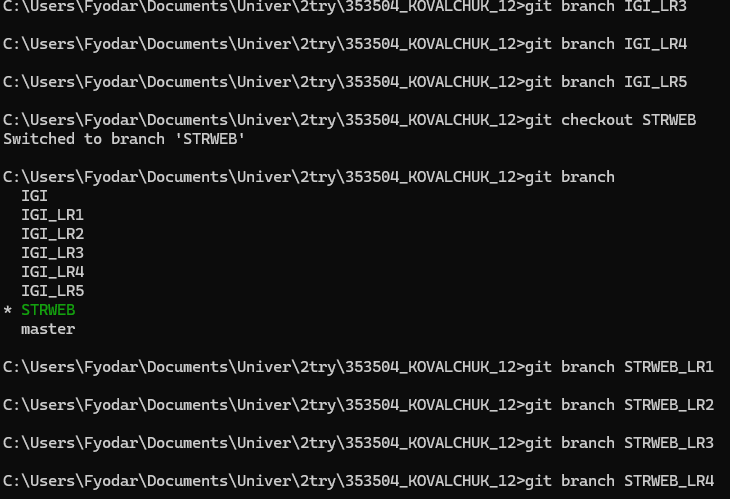 C:\Users\Fyodar\Documents\Univer\2try\353504_KOVALCHUK_12>git branch IGI_LR3
C:\Users\Fyodar\Documents\Univer\2try\353504_KOVALCHUK_12>git branch IGI_LR4
C:\Users\Fyodar\Documents\Univer\2try\353504_KOVALCHUK_12>git branch IGI_LR5
C:\Users\Fyodar\Documents\Univer\2try\353504_KOVALCHUK_12>git checkout STRWEB
Switched to branch 'STRWEB'
C:\Users\Fyodar\Documents\Univer\2try\353504_KOVALCHUK_12>git branch
  IGI
  IGI_LR1
  IGI_LR2
  IGI_LR3
  IGI_LR4
  IGI_LR5
* STRWEB
  master
C:\Users\Fyodar\Documents\Univer\2try\353504_KOVALCHUK_12>git branch STRWEB_LR1
C:\Users\Fyodar\Documents\Univer\2try\353504_KOVALCHUK_12>git branch STRWEB_LR2
C:\Users\Fyodar\Documents\Univer\2try\353504_KOVALCHUK_12>git branch STRWEB_LR3
C:\Users\Fyodar\Documents\Univer\2try\353504_KOVALCHUK_12>git branch STRWEB_LR4